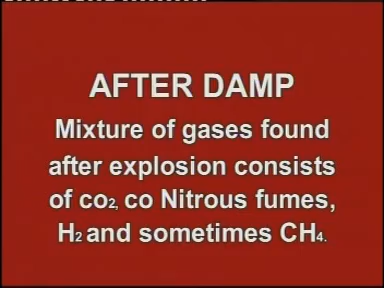 AFTER DAMP
Mixture of gases found
after explosion consists
of co2, co Nitrous fumes,
H2 and sometimes CH4.